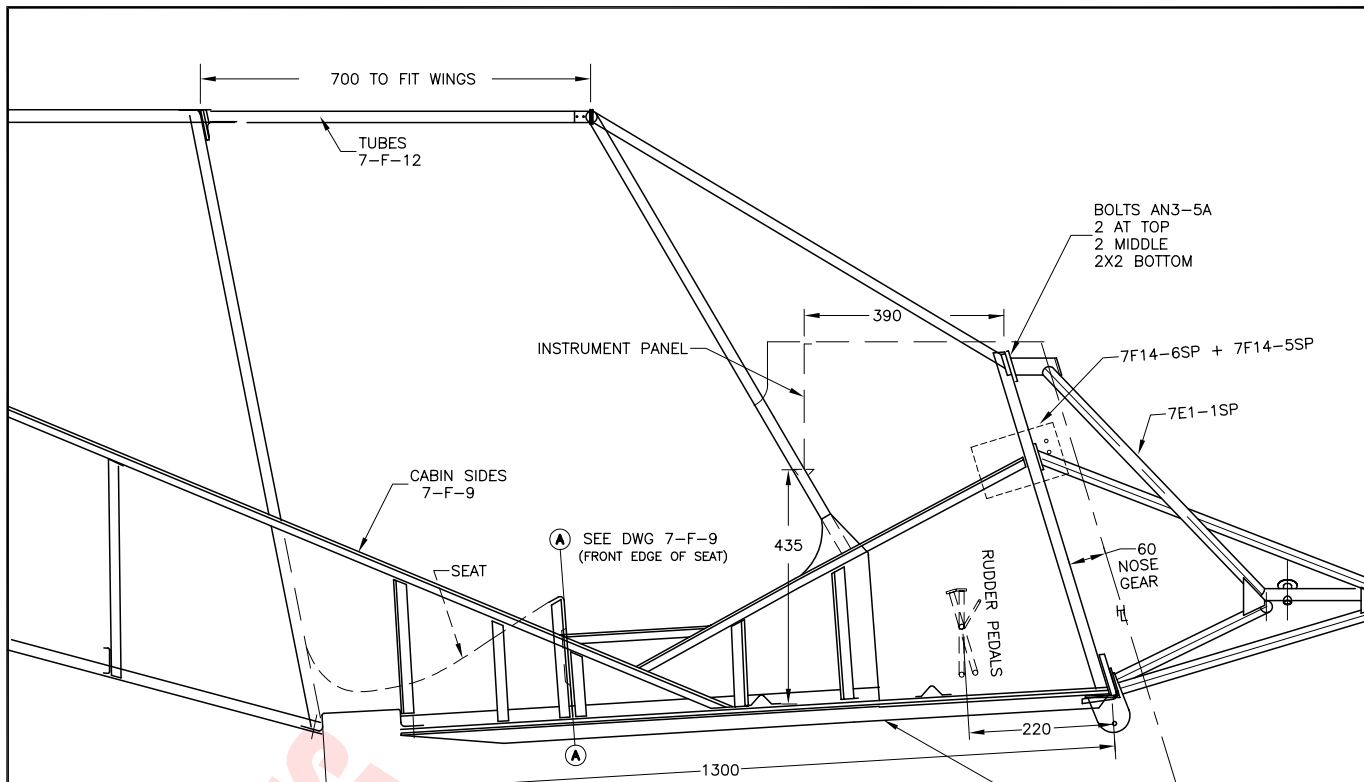 700 TO FIT WINGS
TUBES
7-F-12
BOLTS AN3-5A
2 AT TOP
2 MIDDLE
2X2 BOTTOM
390
INSTRUMENT PANEL
7F14-6SP + 7F14-5SP
7E1-1SP
CABIN SIDES
7-F-9
A
SEE DWG 7-F-9
(FRONT EDGE OF SEAT)
435
SEAT
RUDDER PEDALS
60
NOSE
GEAR
220
A
1300